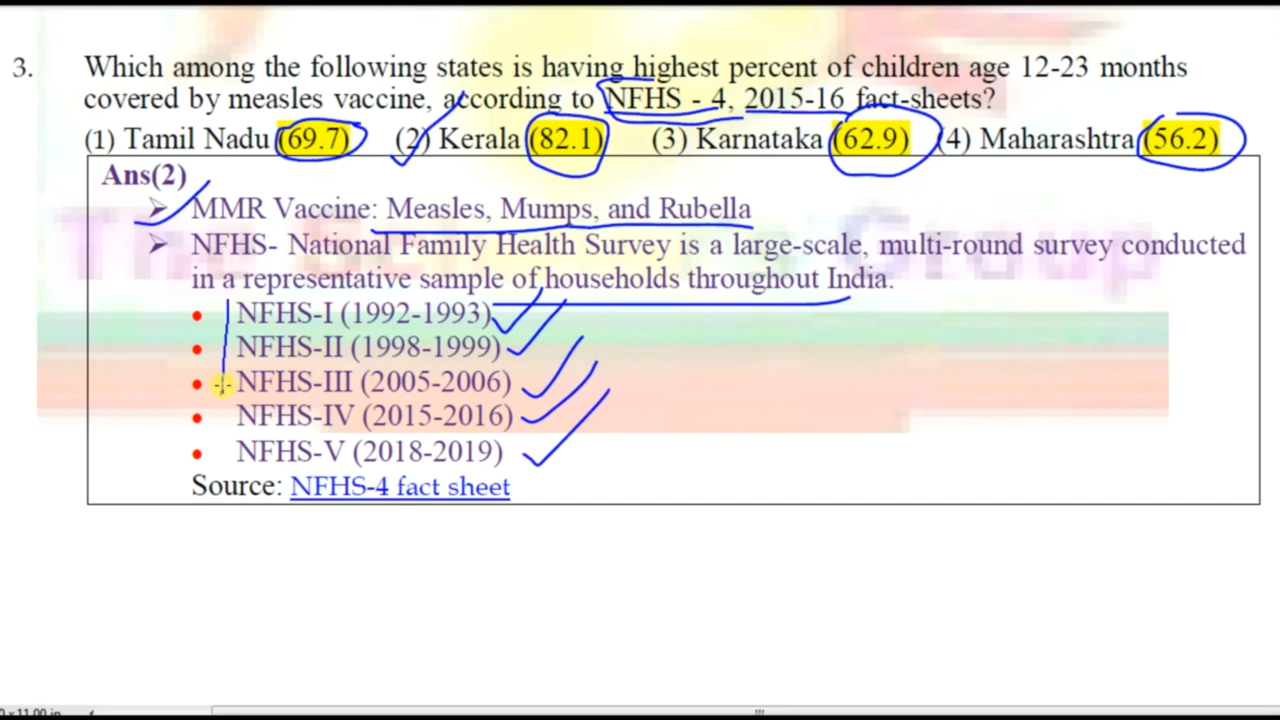 3. Which among the following states is having highest percent of children age 12-23 months
covered by measles vaccine, according to NFHS - 4, 2015-16 fact-sheets?
(1) Tamil Nadu (69.7) (2) Kerala (82.1) (3) Karnataka (62.9) (4) Maharashtra (56.2)
Ans(2)
➢ MMR Vaccine: Measles, Mumps, and Rubella
➢ NFHS- National Family Health Survey is a large-scale, multi-round survey conducted
in a representative sample of households throughout India.
• NFHS-I (1992-1993)
• NFHS-II (1998-1999)
• NFHS-III (2005-2006)
• NFHS-IV (2015-2016)
• NFHS-V (2018-2019)
Source: NFHS-4 fact sheet